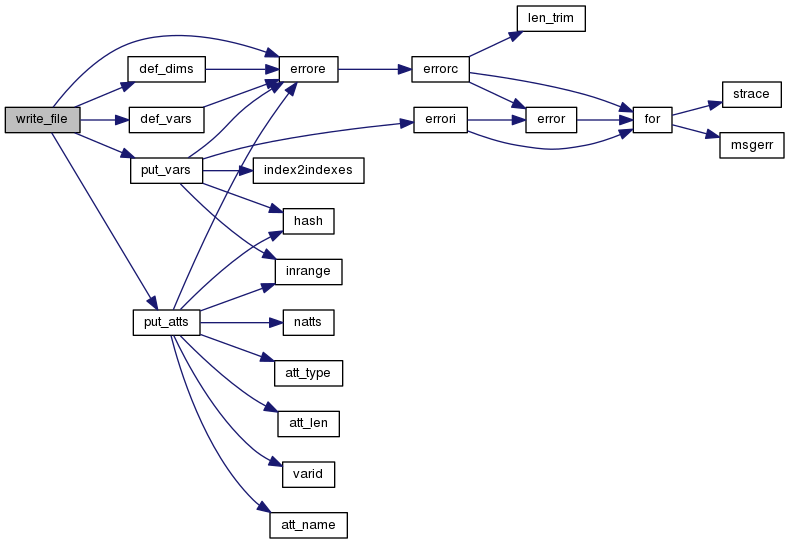 len_trim
def_dims
errore
errorc
strace
write_file
def_vars
errori
error
for
msgerr
put_vars
index2indexes
hash
inrange
put_atts
natts
att_type
att_len
varid
att_name